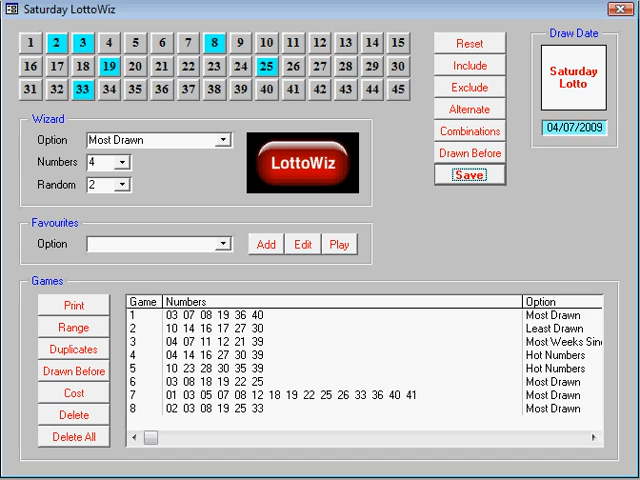 Saturday LottoWiz
1 2 3 4 5 6 7 8 9 10 11 12 13 14 15
16 17 18 19 20 21 22 23 24 25 26 27 28 29 30
31 32 33 34 35 36 37 38 39 40 41 42 43 44 45
Reset
Include
Exclude
Alternate
Combinations
Drawn Before
Save
Draw Date
Saturday
Lotto
04/07/2009
Wizard
Option Most Drawn
Numbers 4
Random 2
LottoWiz
Favourites
Option
Add Edit Play
Games
Print
Range
Duplicates
Drawn Before
Cost
Delete
Delete All
Game Numbers Option
1 03 07 08 19 36 40 Most Drawn
2 10 14 16 17 27 30 Least Drawn
3 04 07 11 12 21 39 Most Weeks Sin
4 04 14 16 27 30 39 Hot Numbers
5 10 23 28 30 35 39 Hot Numbers
6 03 08 18 19 22 25 Most Drawn
7 01 03 05 07 08 12 18 19 22 25 26 33 36 40 41 Most Drawn
8 02 03 08 19 25 33 Most Drawn